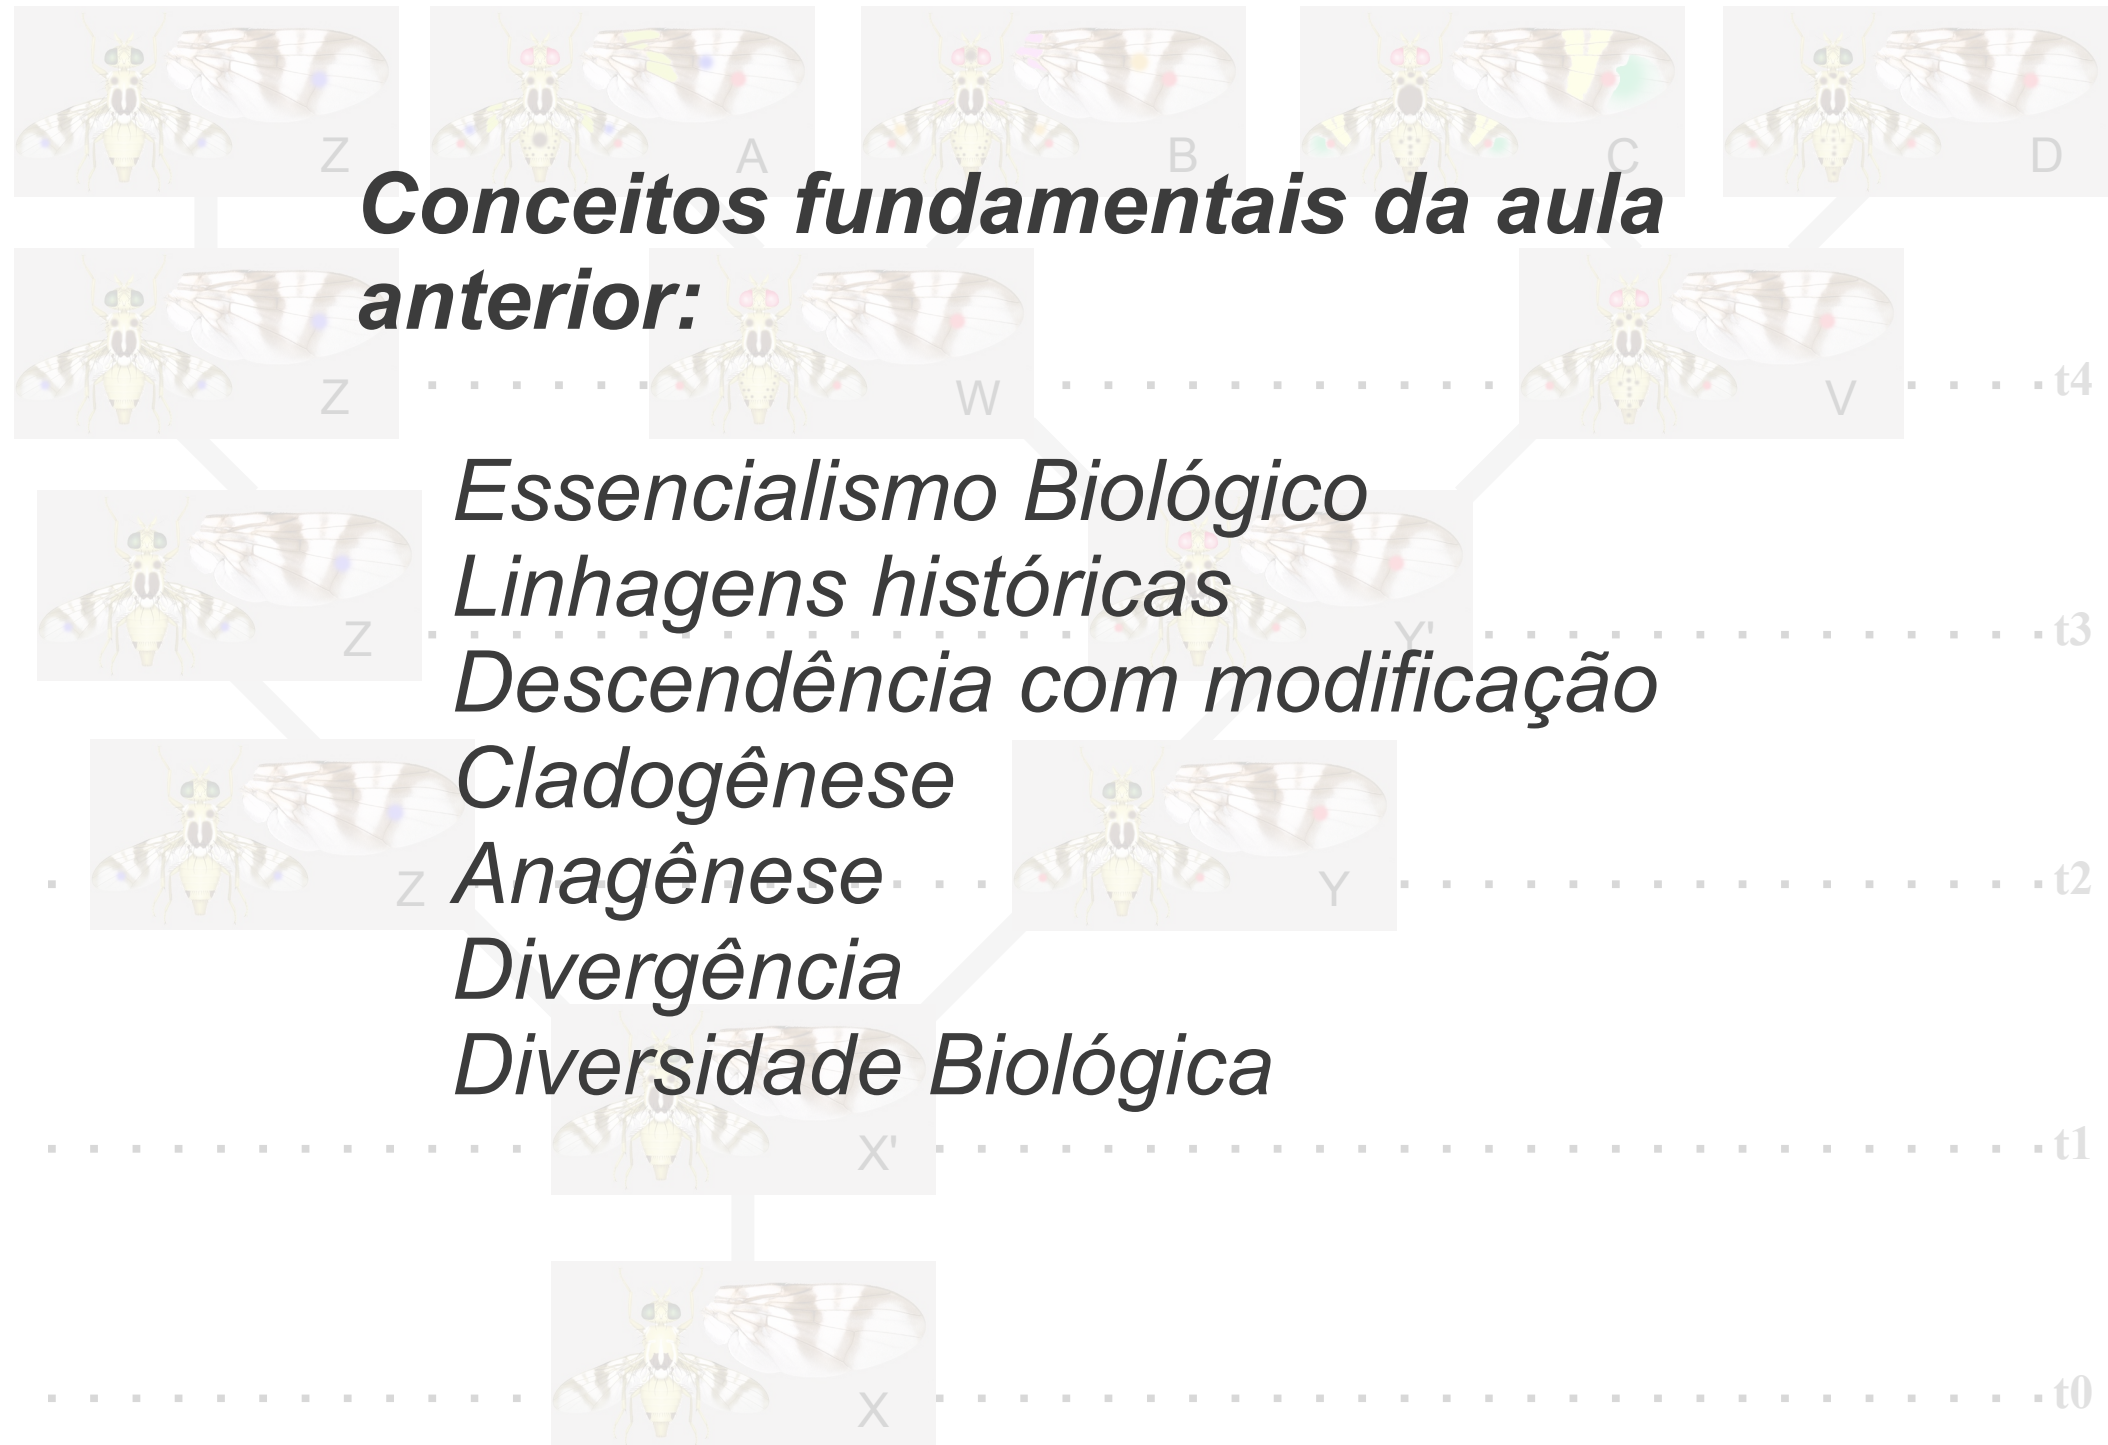 Z A B C D
Conceitos fundamentais da aula
anterior:
Z W V t4
Essencialismo Biológico
Linhagens históricas
Z Y' t3
Descendência com modificação
Cladogênese
Anagênese
Z Y t2
Divergência
Diversidade Biológica
X' t1
X t0